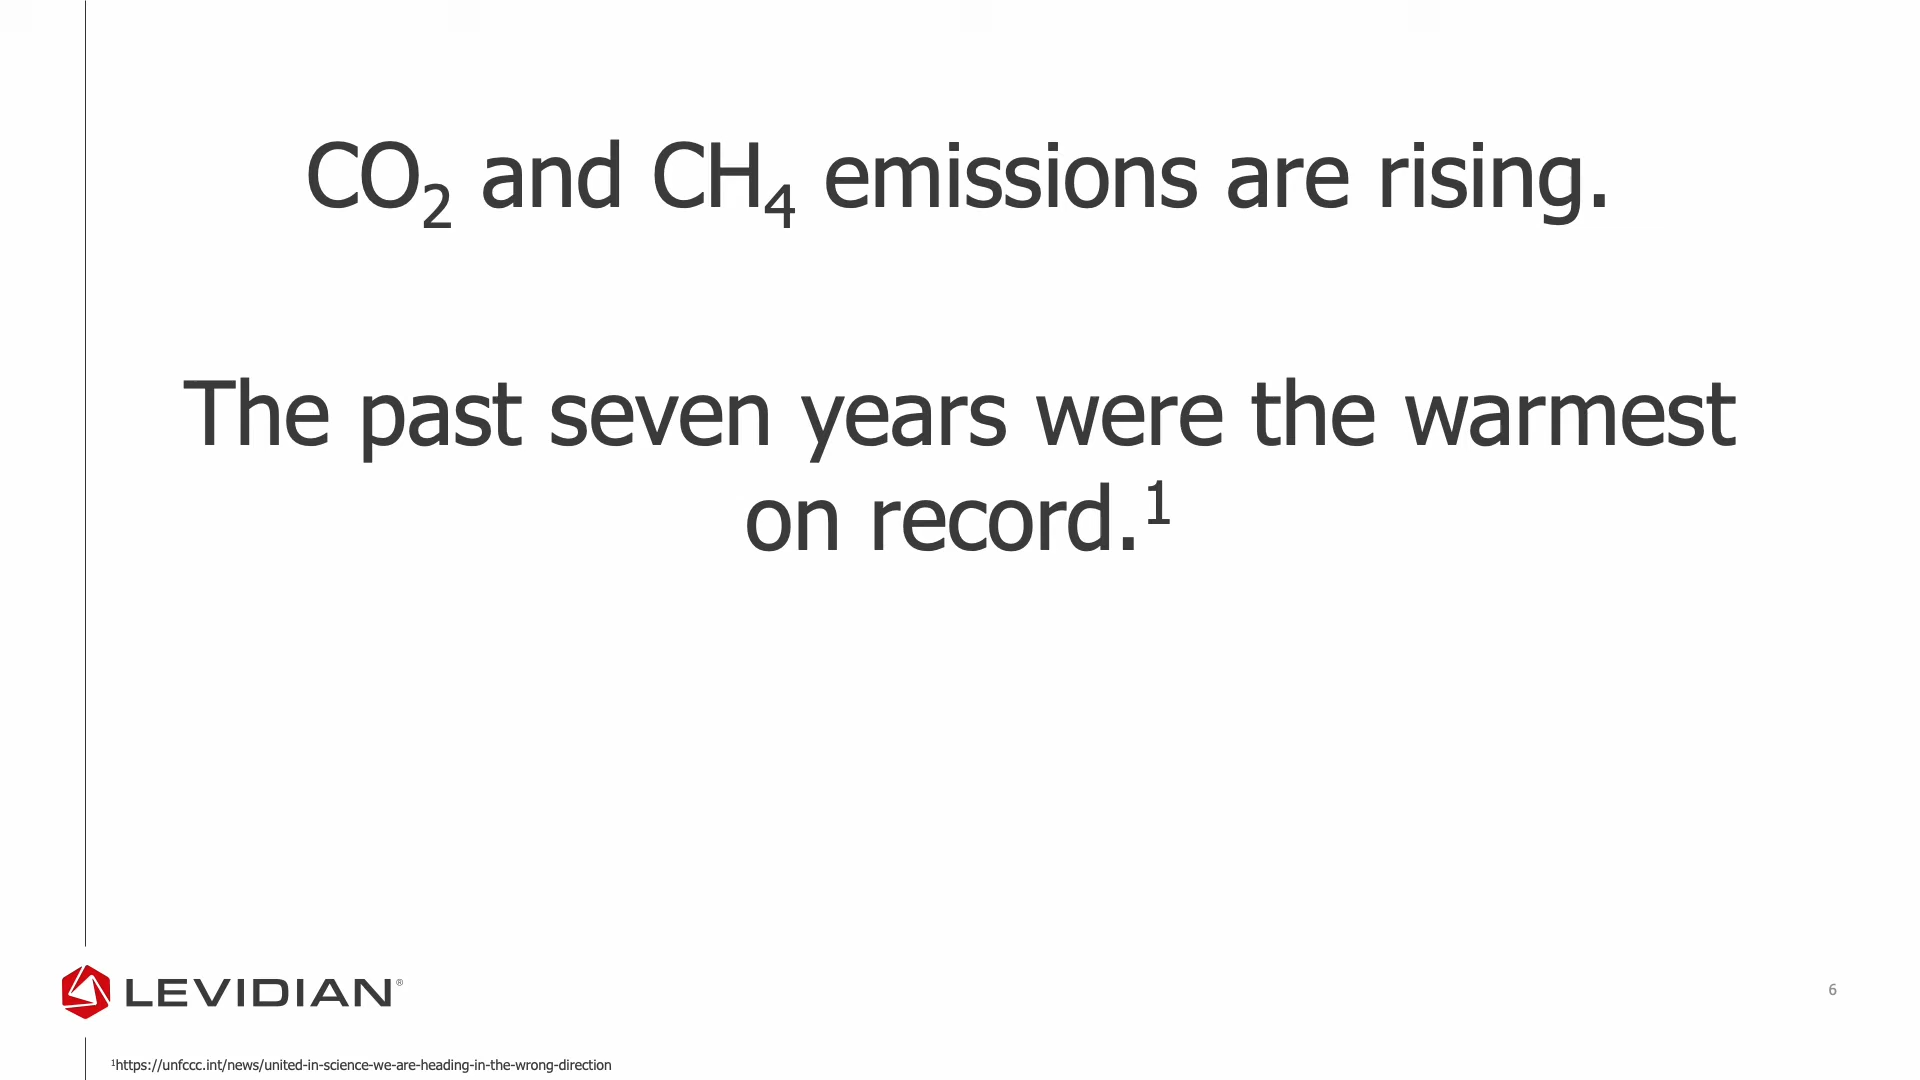 CO₂ and CH₄ emissions are rising.
The past seven years were the warmest
on record.¹
LEVIDIAN®
6
¹https://unfccc.int/news/united-in-science-we-are-heading-in-the-wrong-direction